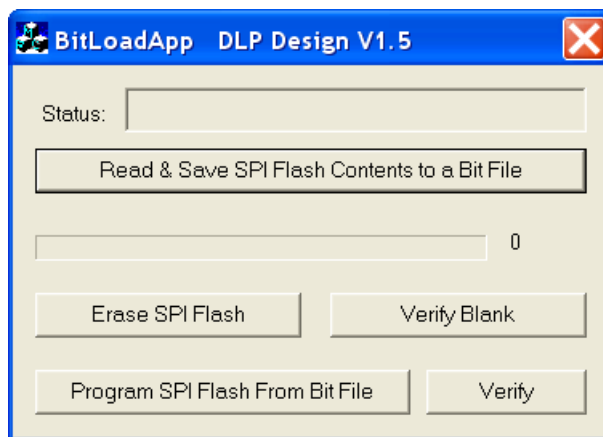 BitLoadApp DLP Design V1.5
Status:
Read & Save SPI Flash Contents to a Bit File
0
Erase SPI Flash Verify Blank
Program SPI Flash From Bit File Verify